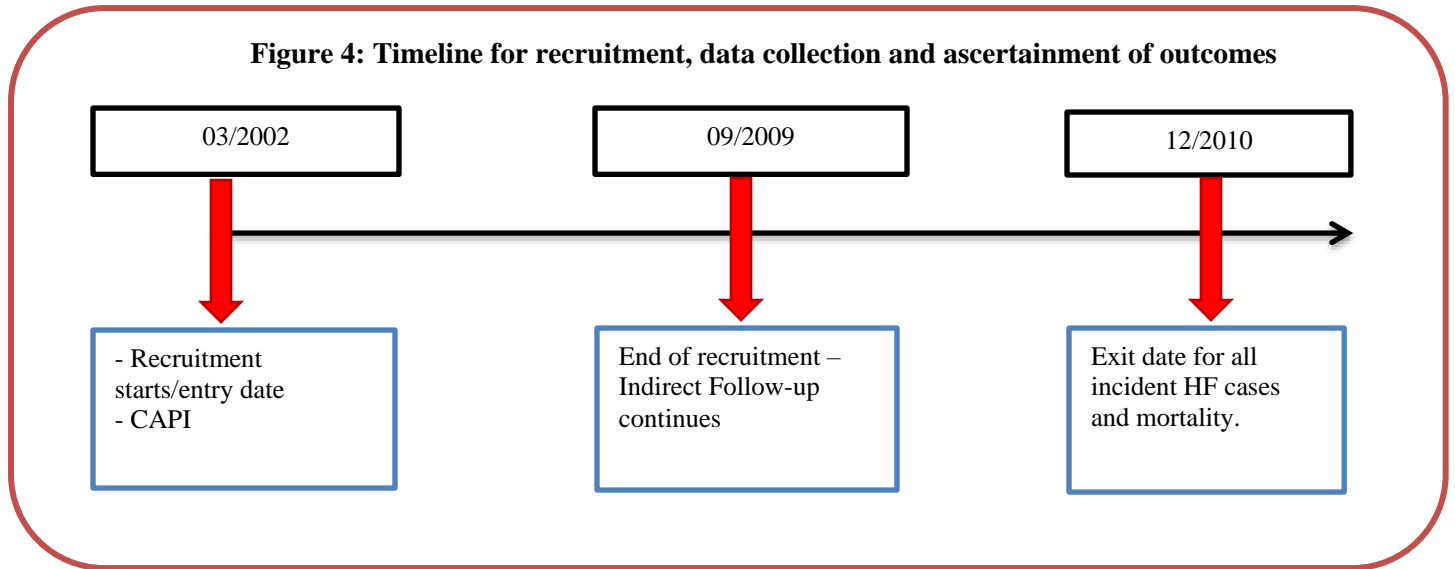 Figure 4: Timeline for recruitment, data collection and ascertainment of outcomes
03/2002
09/2009
12/2010
- Recruitment
starts/entry date
- CAPI
End of recruitment –
Indirect Follow-up
continues
Exit date for all
incident HF cases
and mortality.